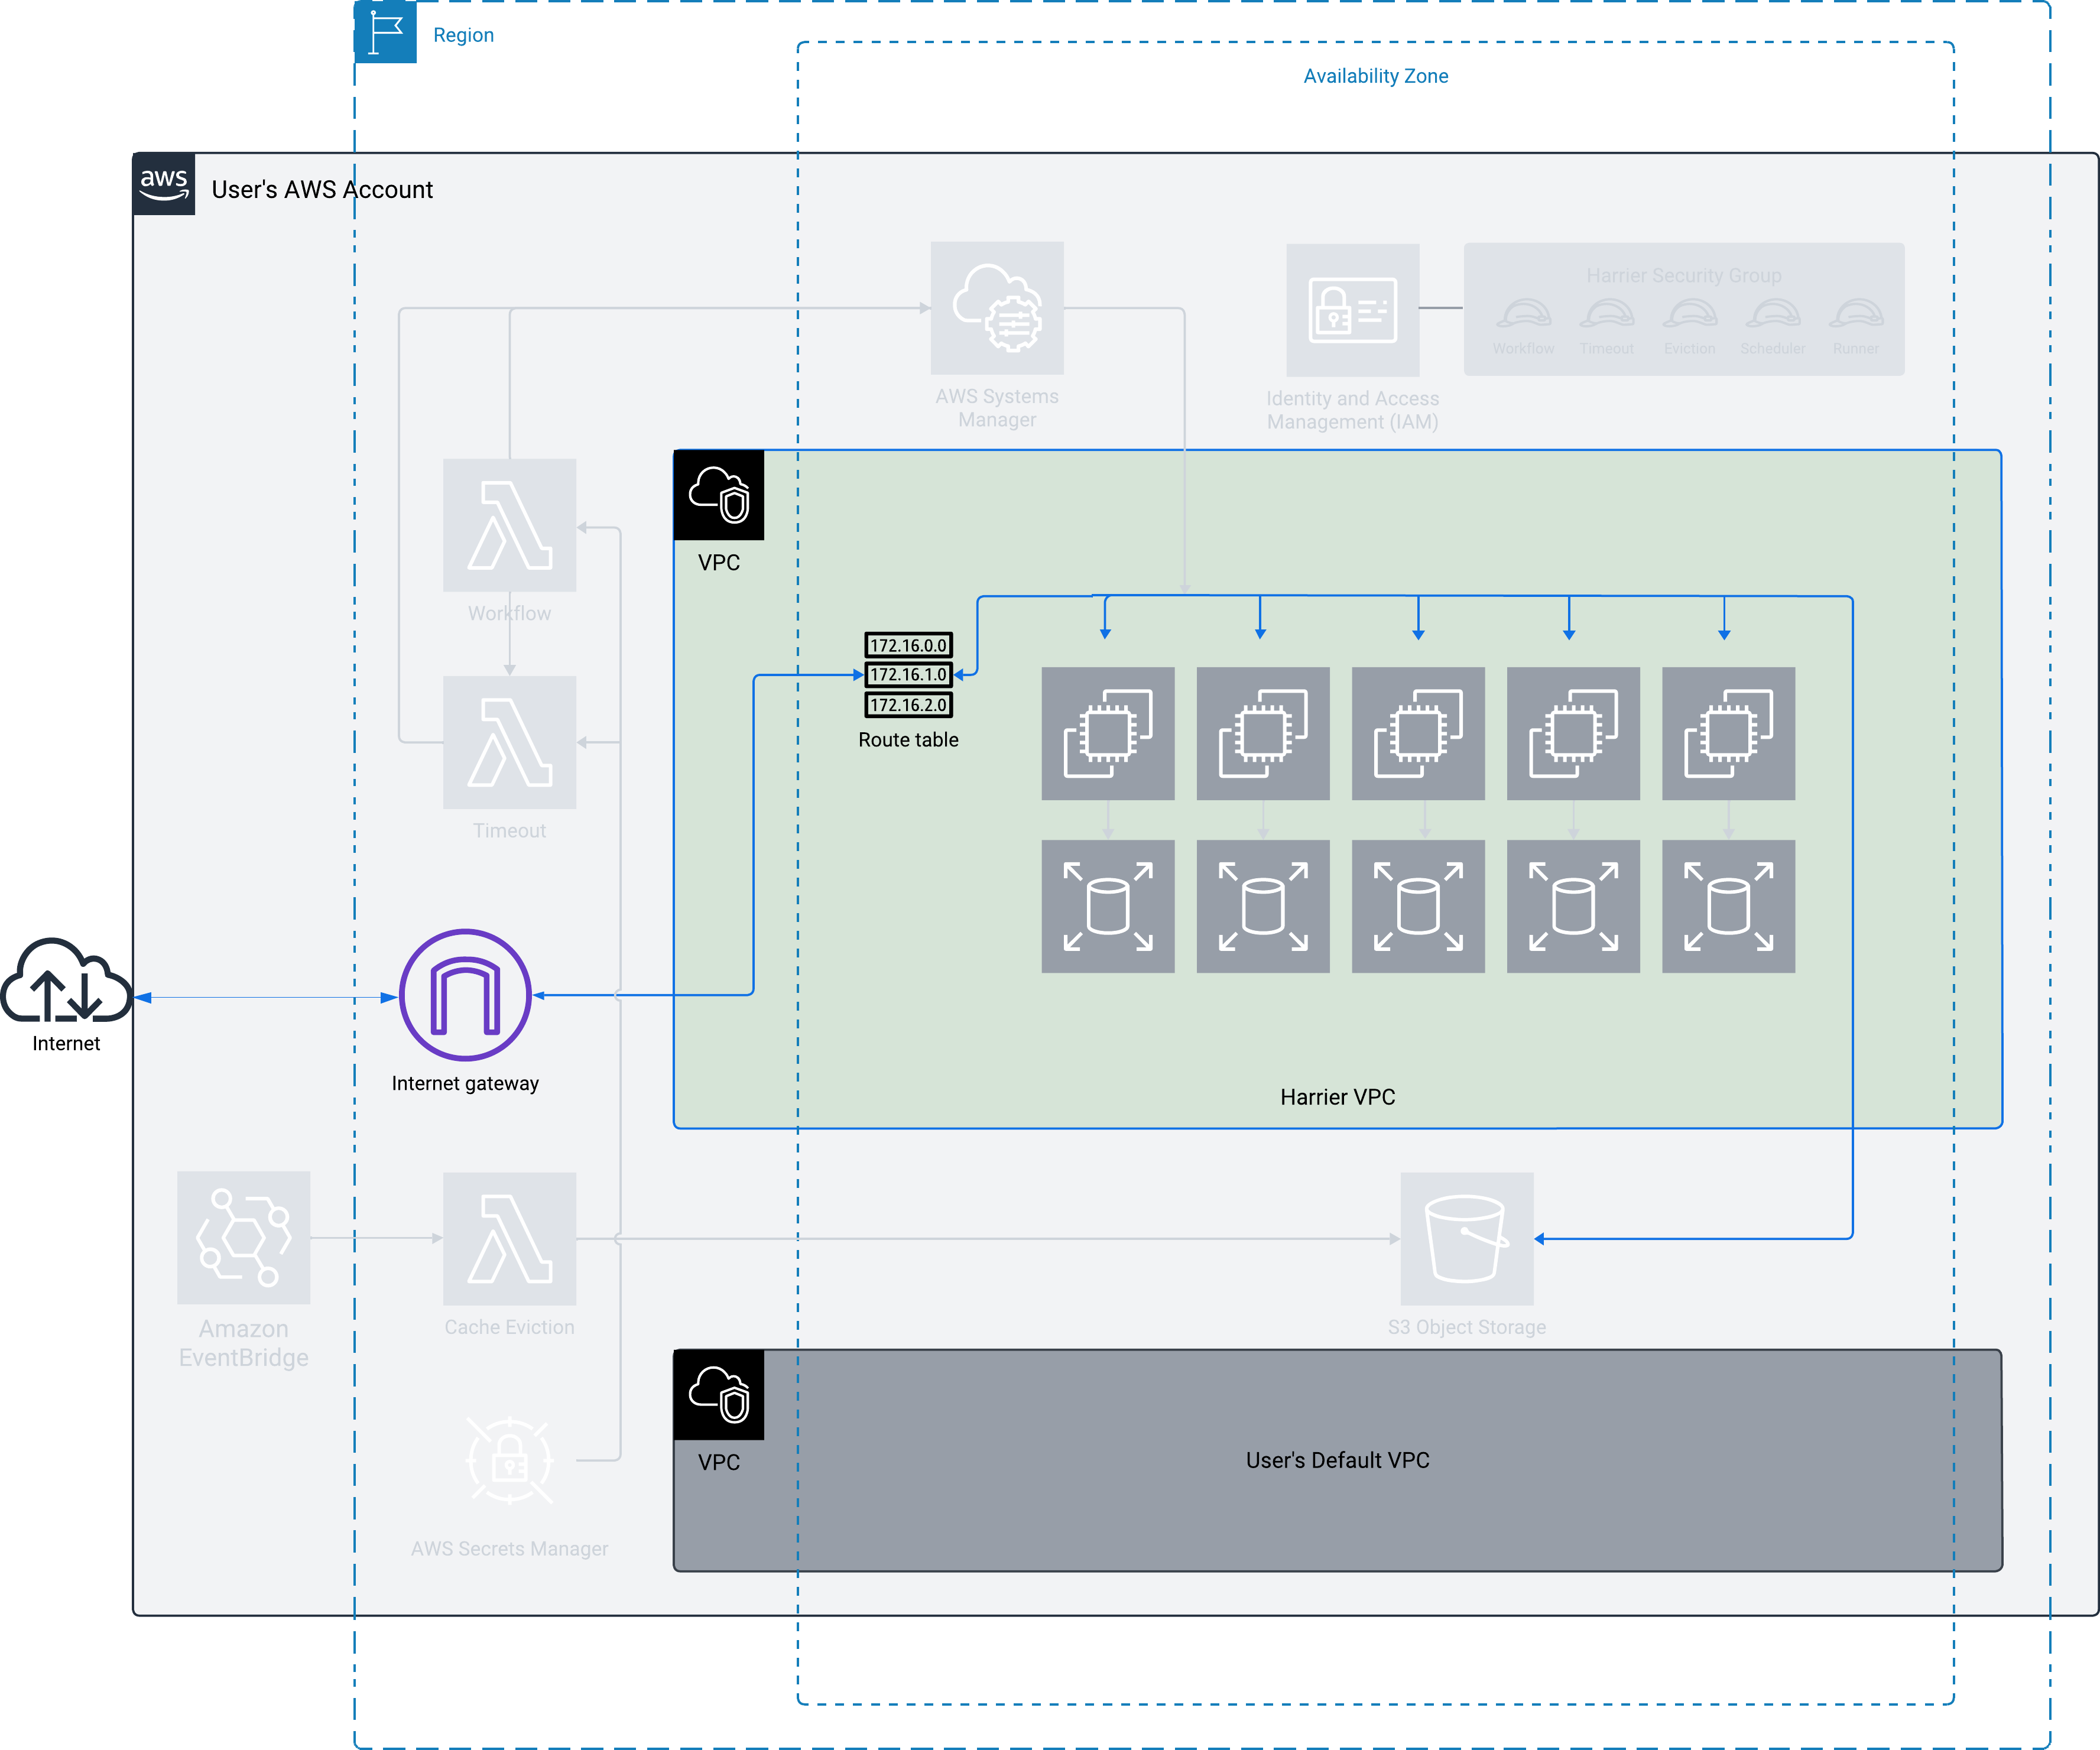 Region
Availability Zone
aws
User's AWS Account
Harrier Security Group
Workflow
Timeout
Eviction
Scheduler
Runner
AWS Systems
Manager
Identity and Access
Management (IAM)
VPC
Workflow
172.16.0.0
172.16.1.0
172.16.2.0
Route table
Timeout
Internet
Internet gateway
Harrier VPC
Amazon
EventBridge
Cache Eviction
S3 Object Storage
VPC
User's Default VPC
AWS Secrets Manager